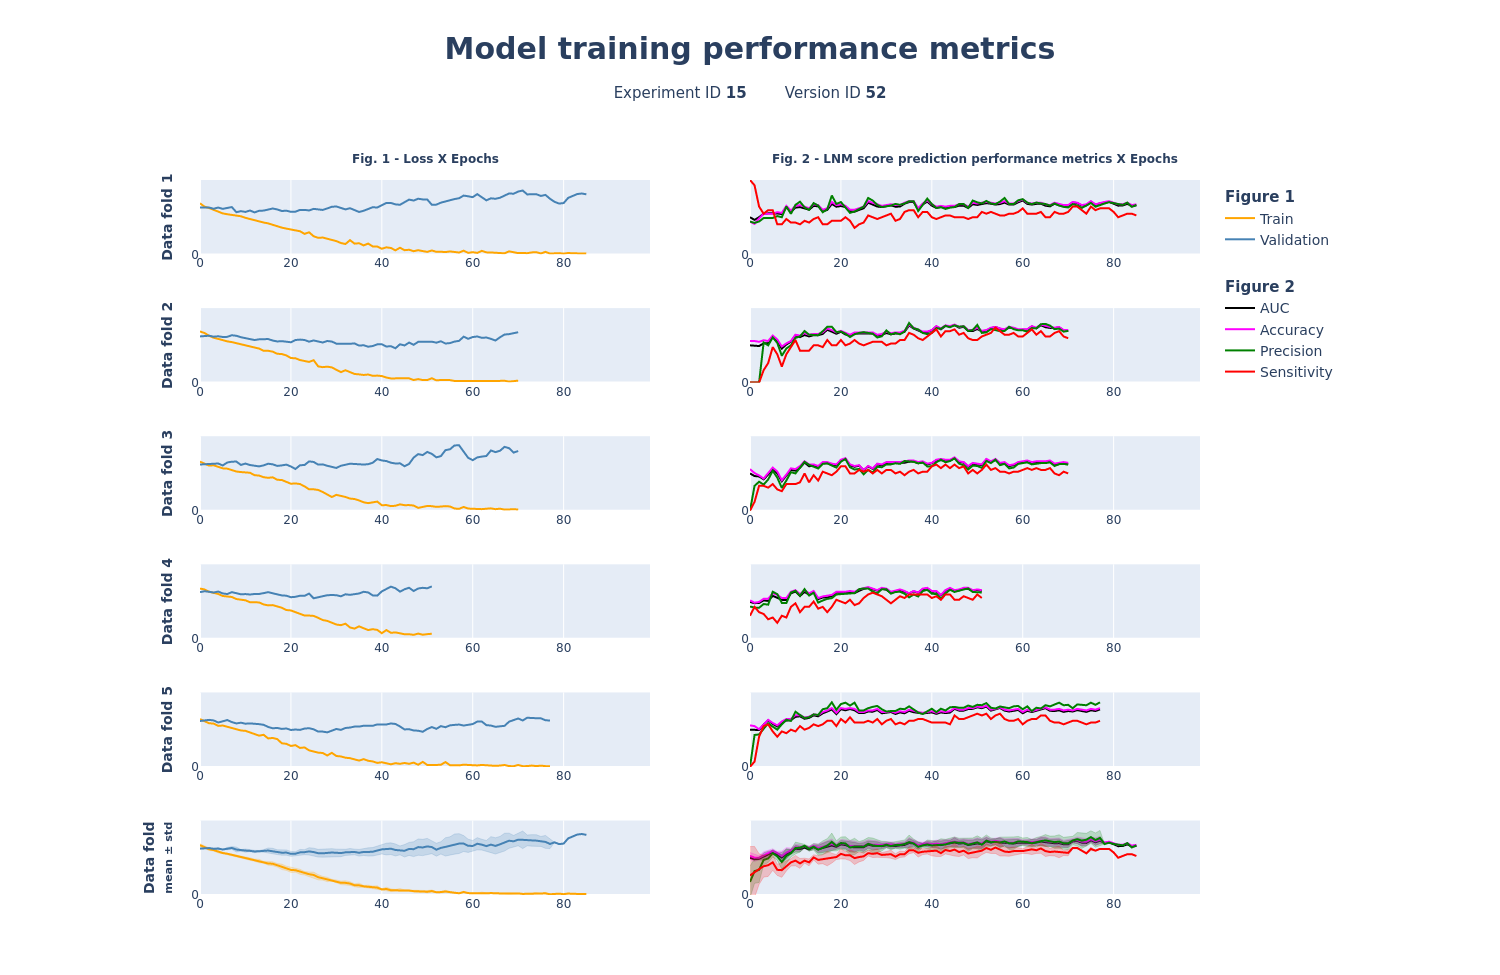 Model training performance metrics
Experiment ID 15 Version ID 52
Fig. 1 - Loss X Epochs
Fig. 2 - LNM score prediction performance metrics X Epochs
Data fold 1
0
0 20 40 60 80
0
0 20 40 60 80
Figure 1
Train
Validation
Figure 2
AUC
Accuracy
Precision
Sensitivity
Data fold 2
0
0 20 40 60 80
0
0 20 40 60 80
Data fold 3
0
0 20 40 60 80
0
0 20 40 60 80
Data fold 4
0
0 20 40 60 80
0
0 20 40 60 80
Data fold 5
0
0 20 40 60 80
0
0 20 40 60 80
Data fold
mean ± std
0
0 20 40 60 80
0
0 20 40 60 80